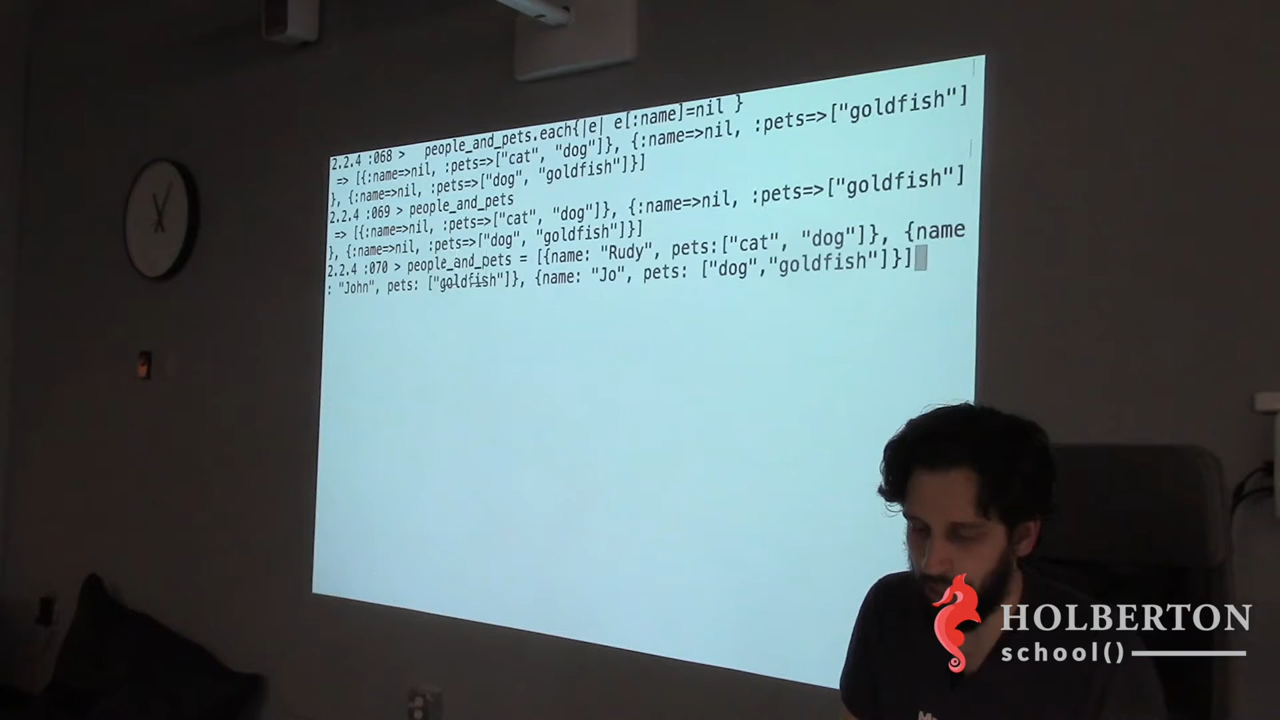 2.2.4 :068 >  people_and_pets.each{|e| e[:name]=nil }
=> [{:name=>nil, :pets=>["cat", "dog"]}, {:name=>nil, :pets=>["goldfish"]
}, {:name=>nil, :pets=>["dog", "goldfish"]}]
2.2.4 :069 > people_and_pets
=> [{:name=>nil, :pets=>["cat", "dog"]}, {:name=>nil, :pets=>["goldfish"]
}, {:name=>nil, :pets=>["dog", "goldfish"]}]
2.2.4 :070 > people_and_pets = [{name: "Rudy", pets:["cat", "dog"]}, {name
: "John", pets: ["goldfish"]}, {name: "Jo", pets: ["dog","goldfish"]}]
HOLBERTON
school()